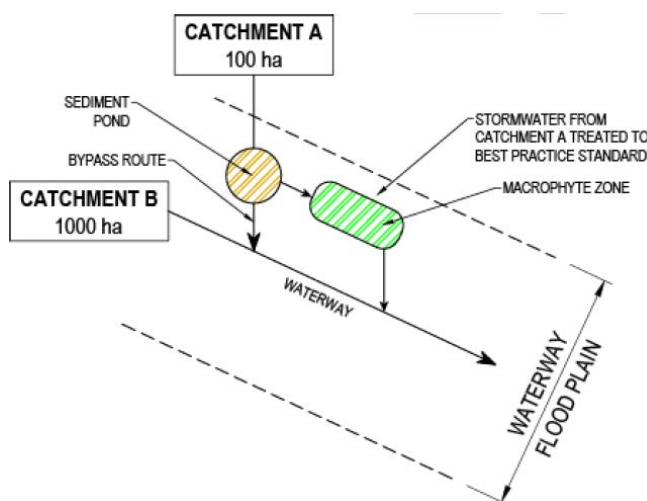 CATCHMENT A
100 ha
SEDIMENT
POND
STORMWATER FROM
CATCHMENT A TREATED TO
BEST PRACTICE STANDARD
BYPASS ROUTE
MACROPHYTE ZONE
CATCHMENT B
1000 ha
WATERWAY
WATERWAY
FLOOD PLAIN